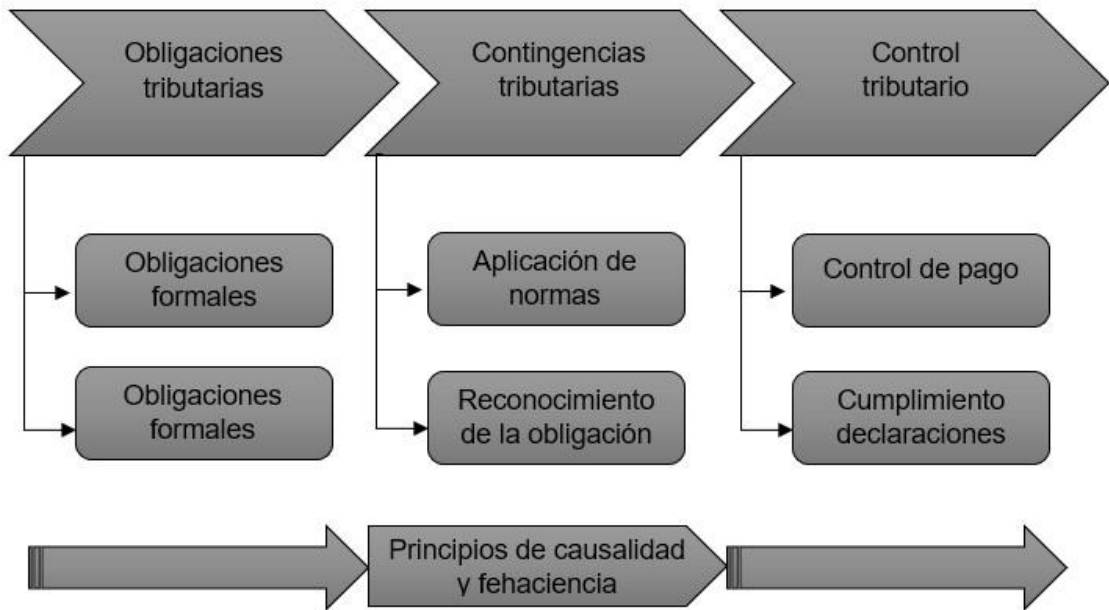 Obligaciones
tributarias
Contingencias
tributarias
Control
tributario
Obligaciones
formales
Aplicación de
normas
Control de pago
Obligaciones
formales
Reconocimiento
de la obligación
Cumplimiento
declaraciones
Principios de causalidad
y fehaciencia